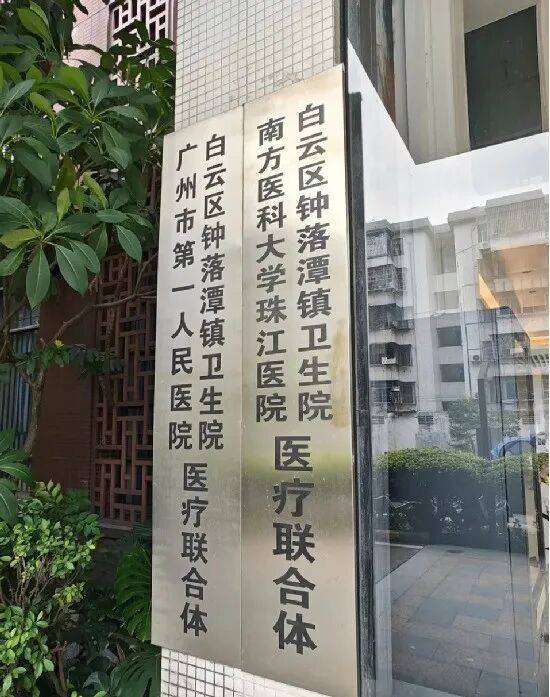 白云区钟落潭镇卫生院
南方医科大学珠江医院
医疗联合体
白云区钟落潭镇卫生院
广州市第一人民医院
医疗联合体